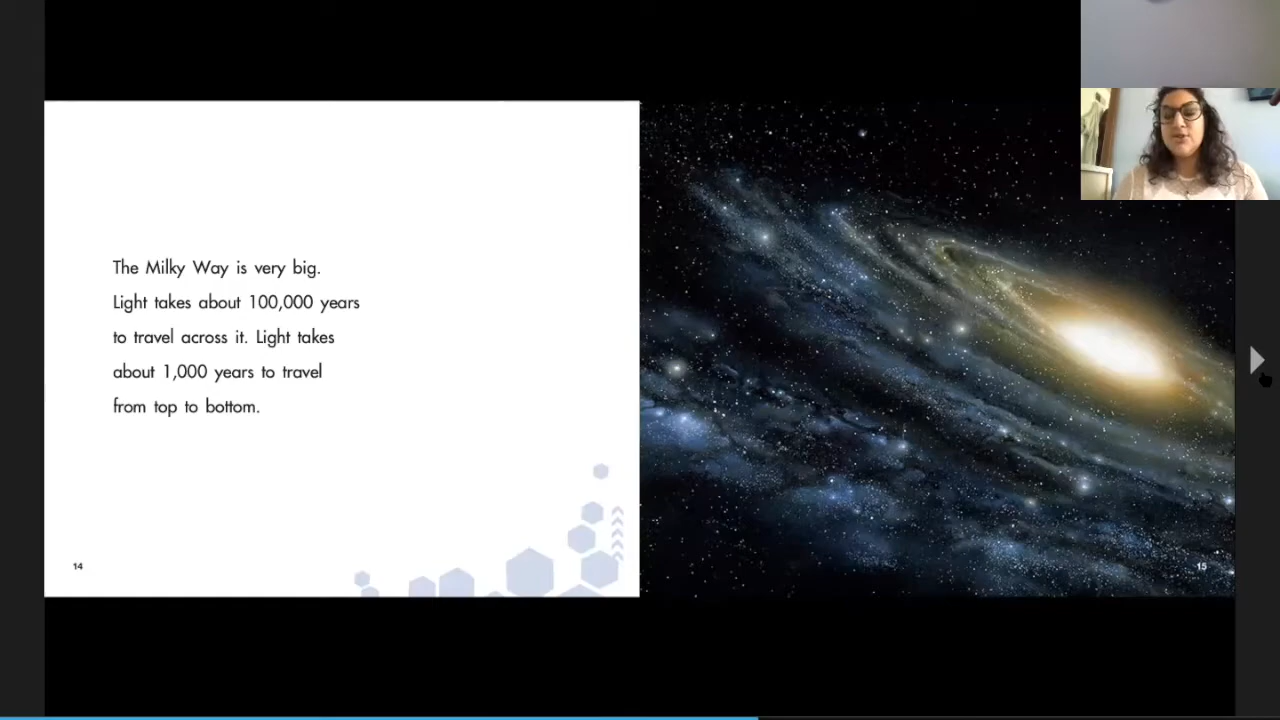 The Milky Way is very big.
Light takes about 100,000 years
to travel across it. Light takes
about 1,000 years to travel
from top to bottom.
14
15